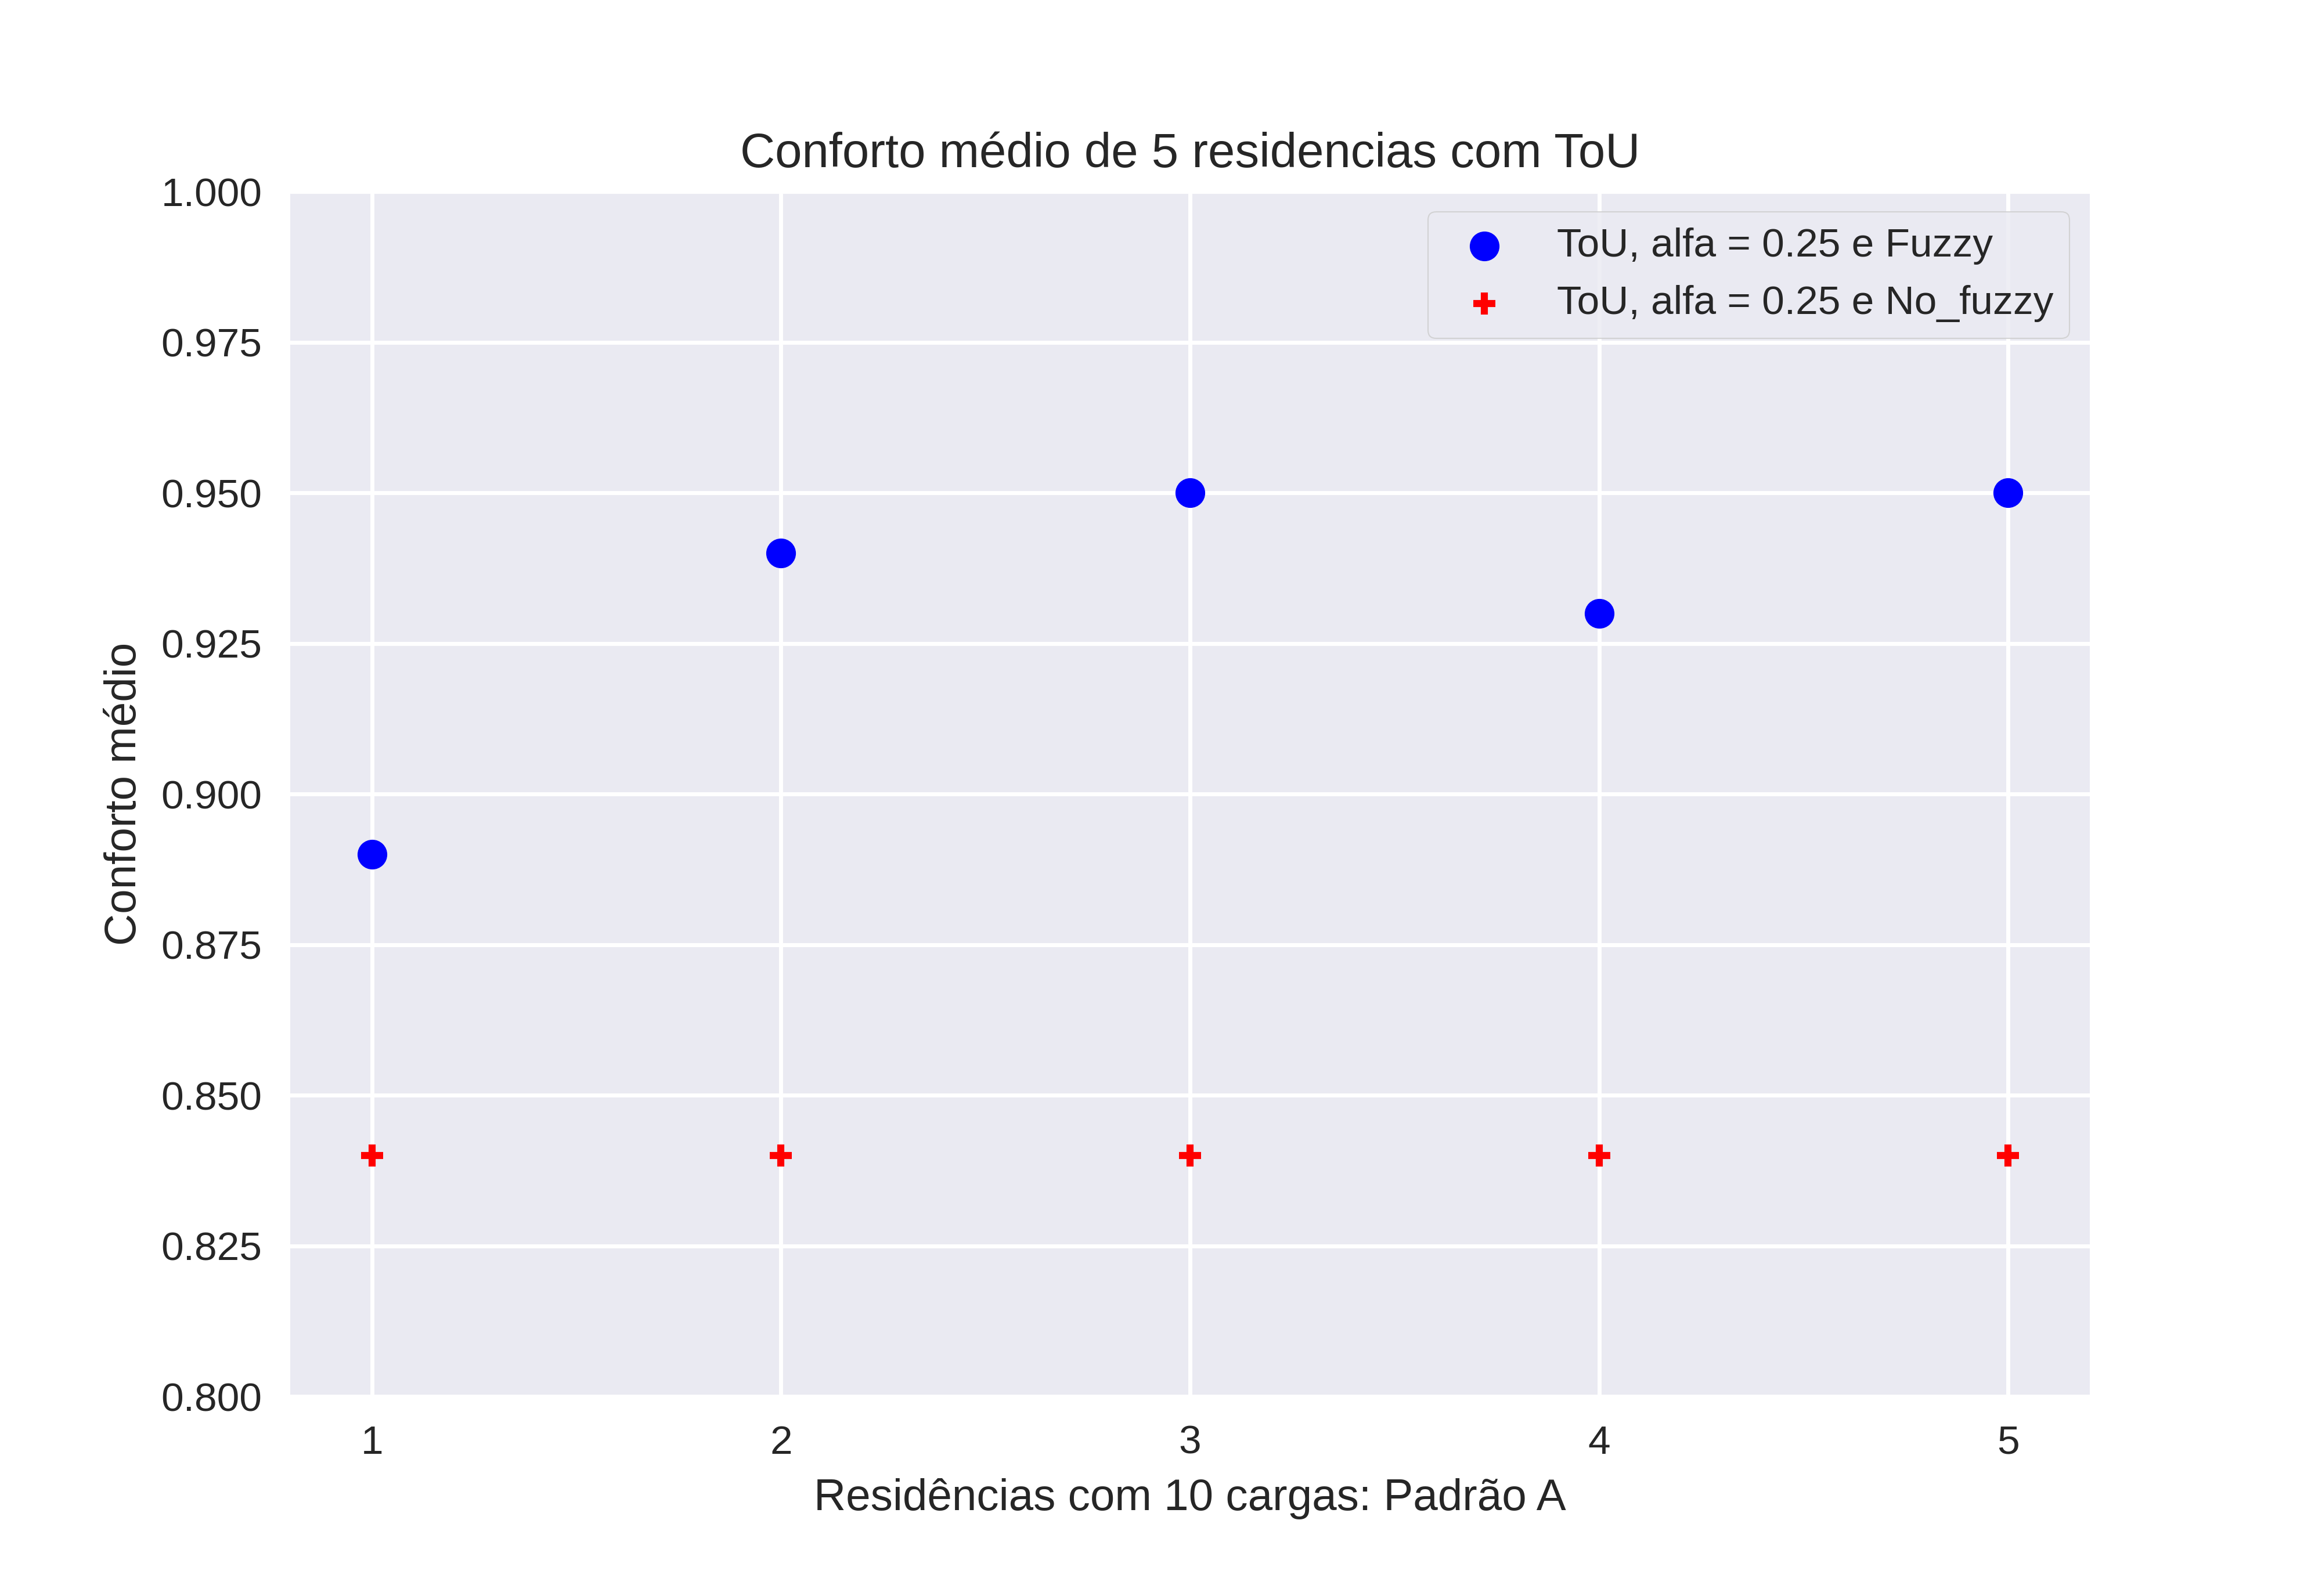 Conforto médio de 5 residencias com ToU
1.000
0.975
0.950
0.925
0.900
0.875
0.850
0.825
0.800
Conforto médio
ToU, alfa = 0.25 e Fuzzy
ToU, alfa = 0.25 e No_fuzzy
1 2 3 4 5
Residências com 10 cargas: Padrão A